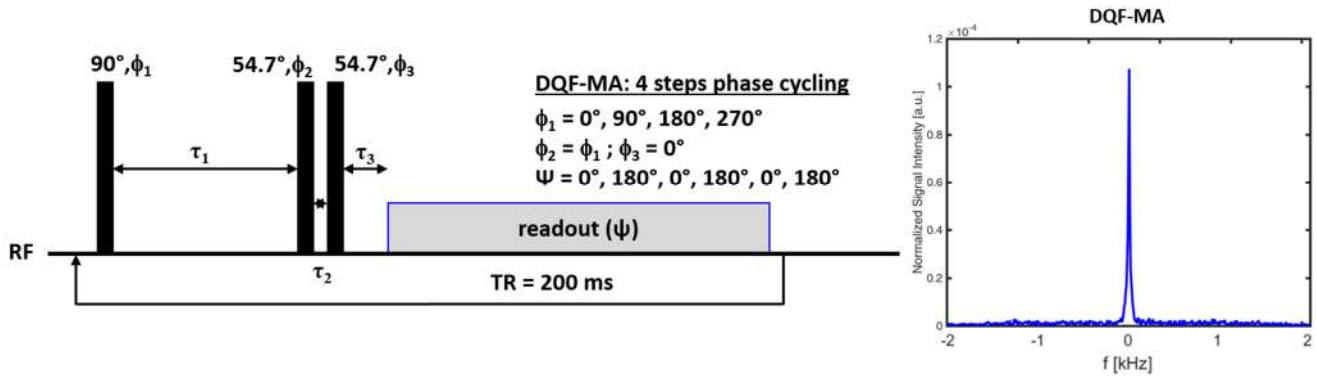 90°,ϕ1
54.7°,ϕ2
54.7°,ϕ3
τ1
τ3
τ2
RF
readout (ψ)
TR = 200 ms
DQF-MA: 4 steps phase cycling
ϕ1 = 0°, 90°, 180°, 270°
ϕ2 = ϕ1 ; ϕ3 = 0°
Ψ = 0°, 180°, 0°, 180°, 0°, 180°
DQF-MA
×10⁻⁴
1.2
1
0.8
0.6
0.4
0.2
0
Normalized Signal Intensity [a.u.]
-2 -1 0 1 2
f [kHz]